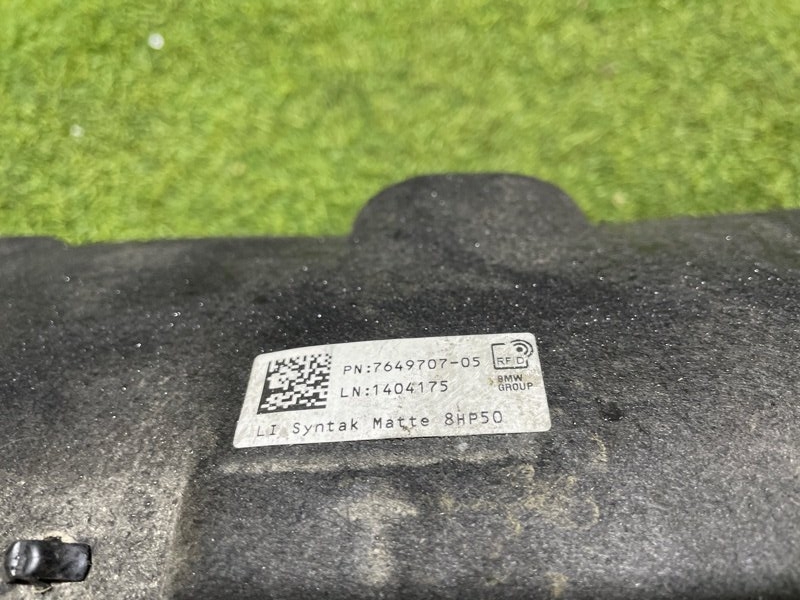 PN:7649707-05
LN:1404175
RFID
BMW
GROUP
LI Syntak Matte 8HP50